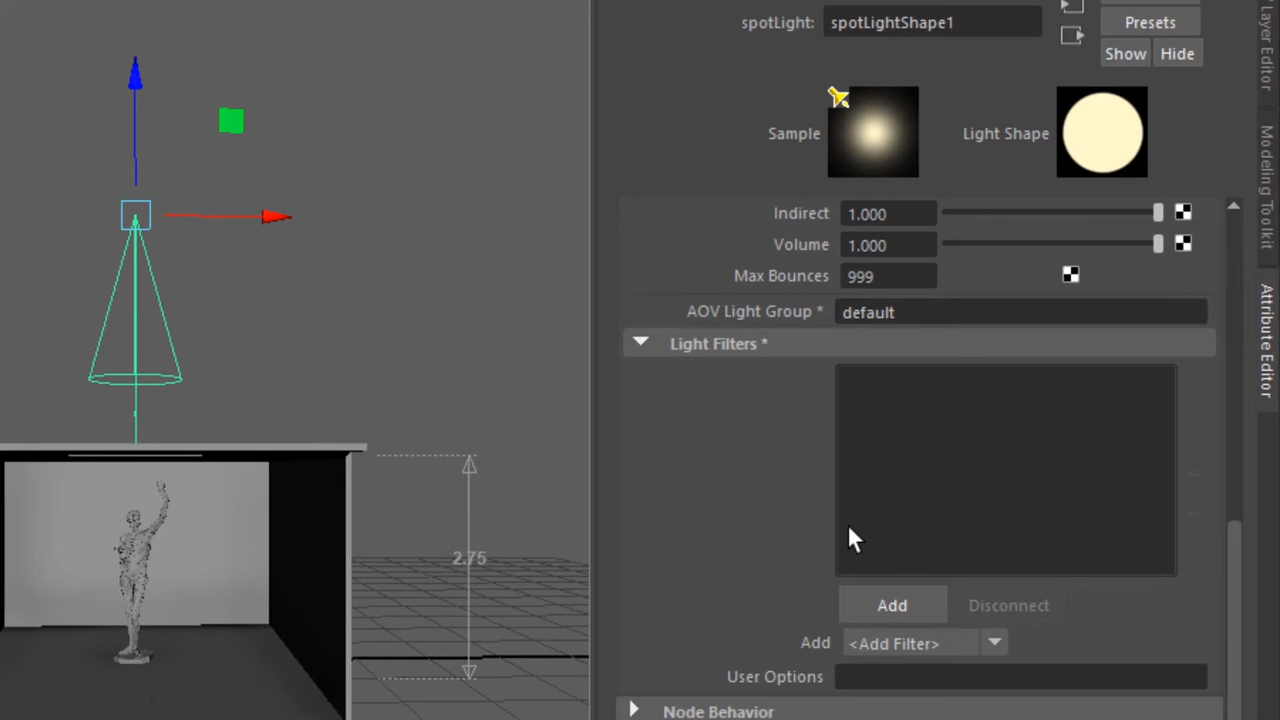 spotLight: spotLightShape1
Presets
Show Hide
Sample
Light Shape
Indirect 1.000
Volume 1.000
Max Bounces 999
AOV Light Group * default
Light Filters *
Add Disconnect
Add <Add Filter>
User Options
Node Behavior
2.75
Layer Editor
Modeling Toolkit
Attribute Editor